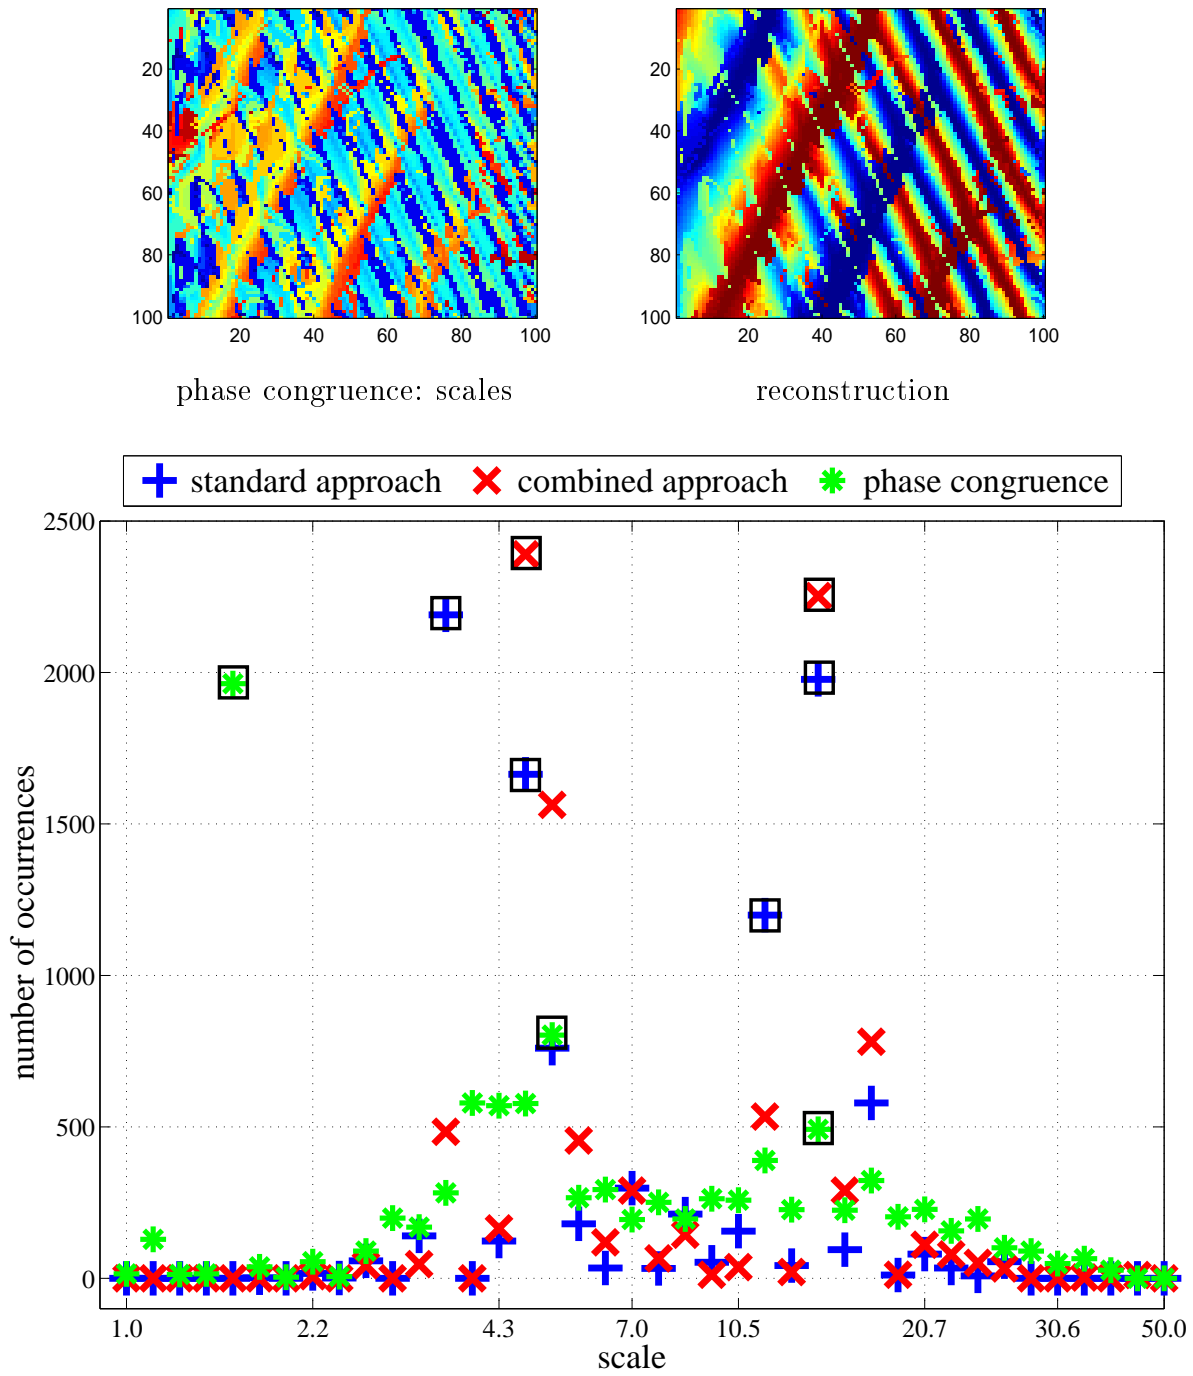 20
40
60
80
100
20 40 60 80 100
phase congruence: scales
20
40
60
80
100
20 40 60 80 100
reconstruction
standard approach combined approach phase congruence
2500
2000
1500
1000
500
0
number of occurrences
1.0 2.2 4.3 7.0 10.5 20.7 30.6 50.0
scale